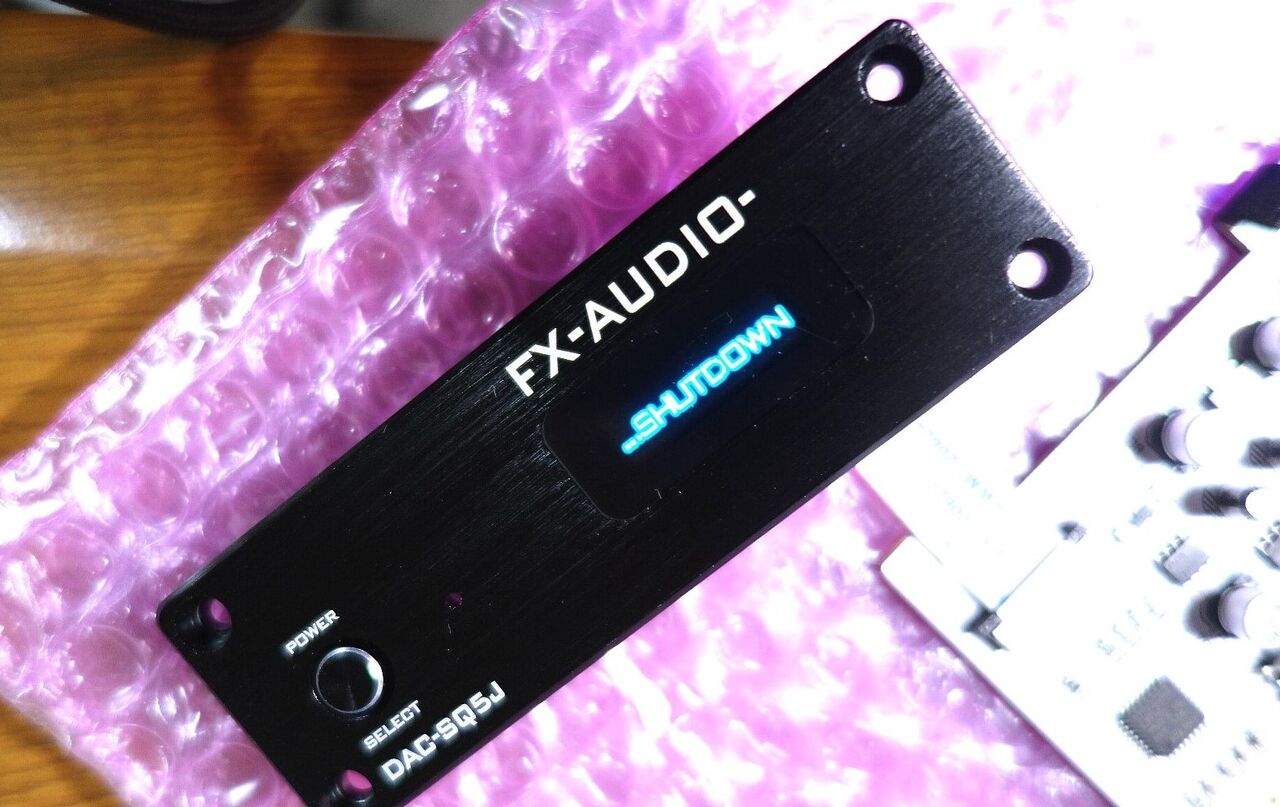 FX-AUDIO-
...SHUTDOWN
POWER
SELECT
DAC-SQ5J